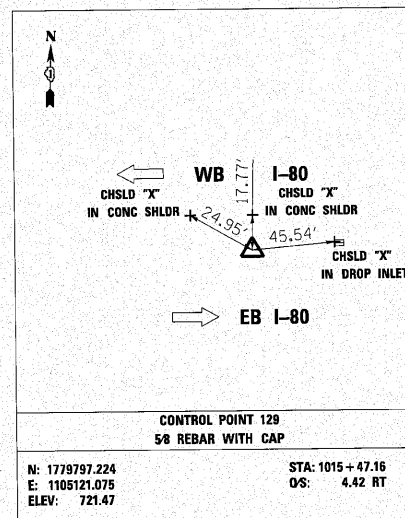 N
WB I-80
17.77'
CHSLD "X"
IN CONC SHLDR
CHSLD "X"
IN CONC SHLDR
24.95'
45.54'
CHSLD "X"
IN DROP INLET
EB I-80
CONTROL POINT 129
5/8 REBAR WITH CAP
N: 1779797.224
E: 1105121.075
ELEV: 721.47
STA: 1015+47.16
O/S: 4.42 RT